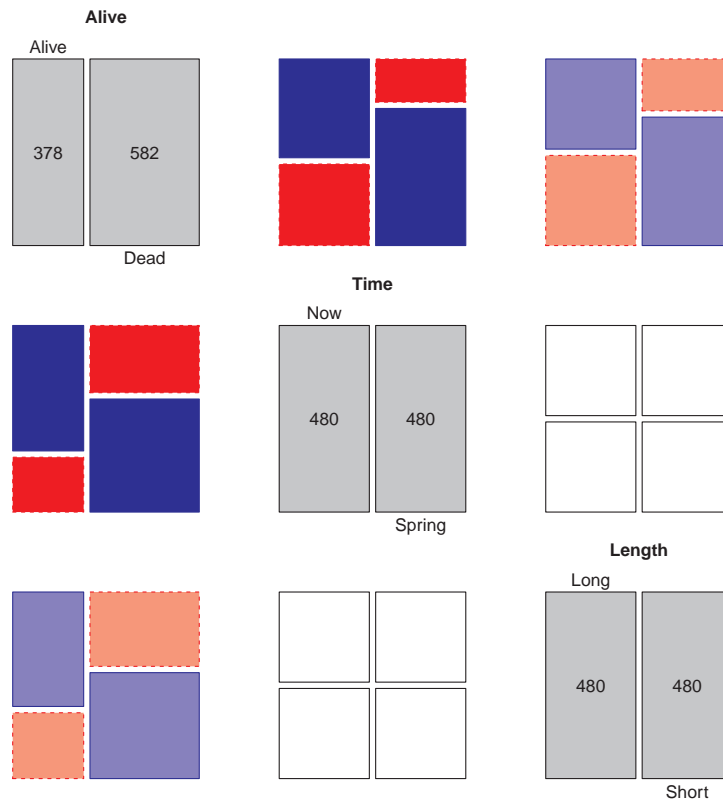 Alive
Alive
378 582
Dead
Time
Now
480 480
Spring
Length
Long
480 480
Short